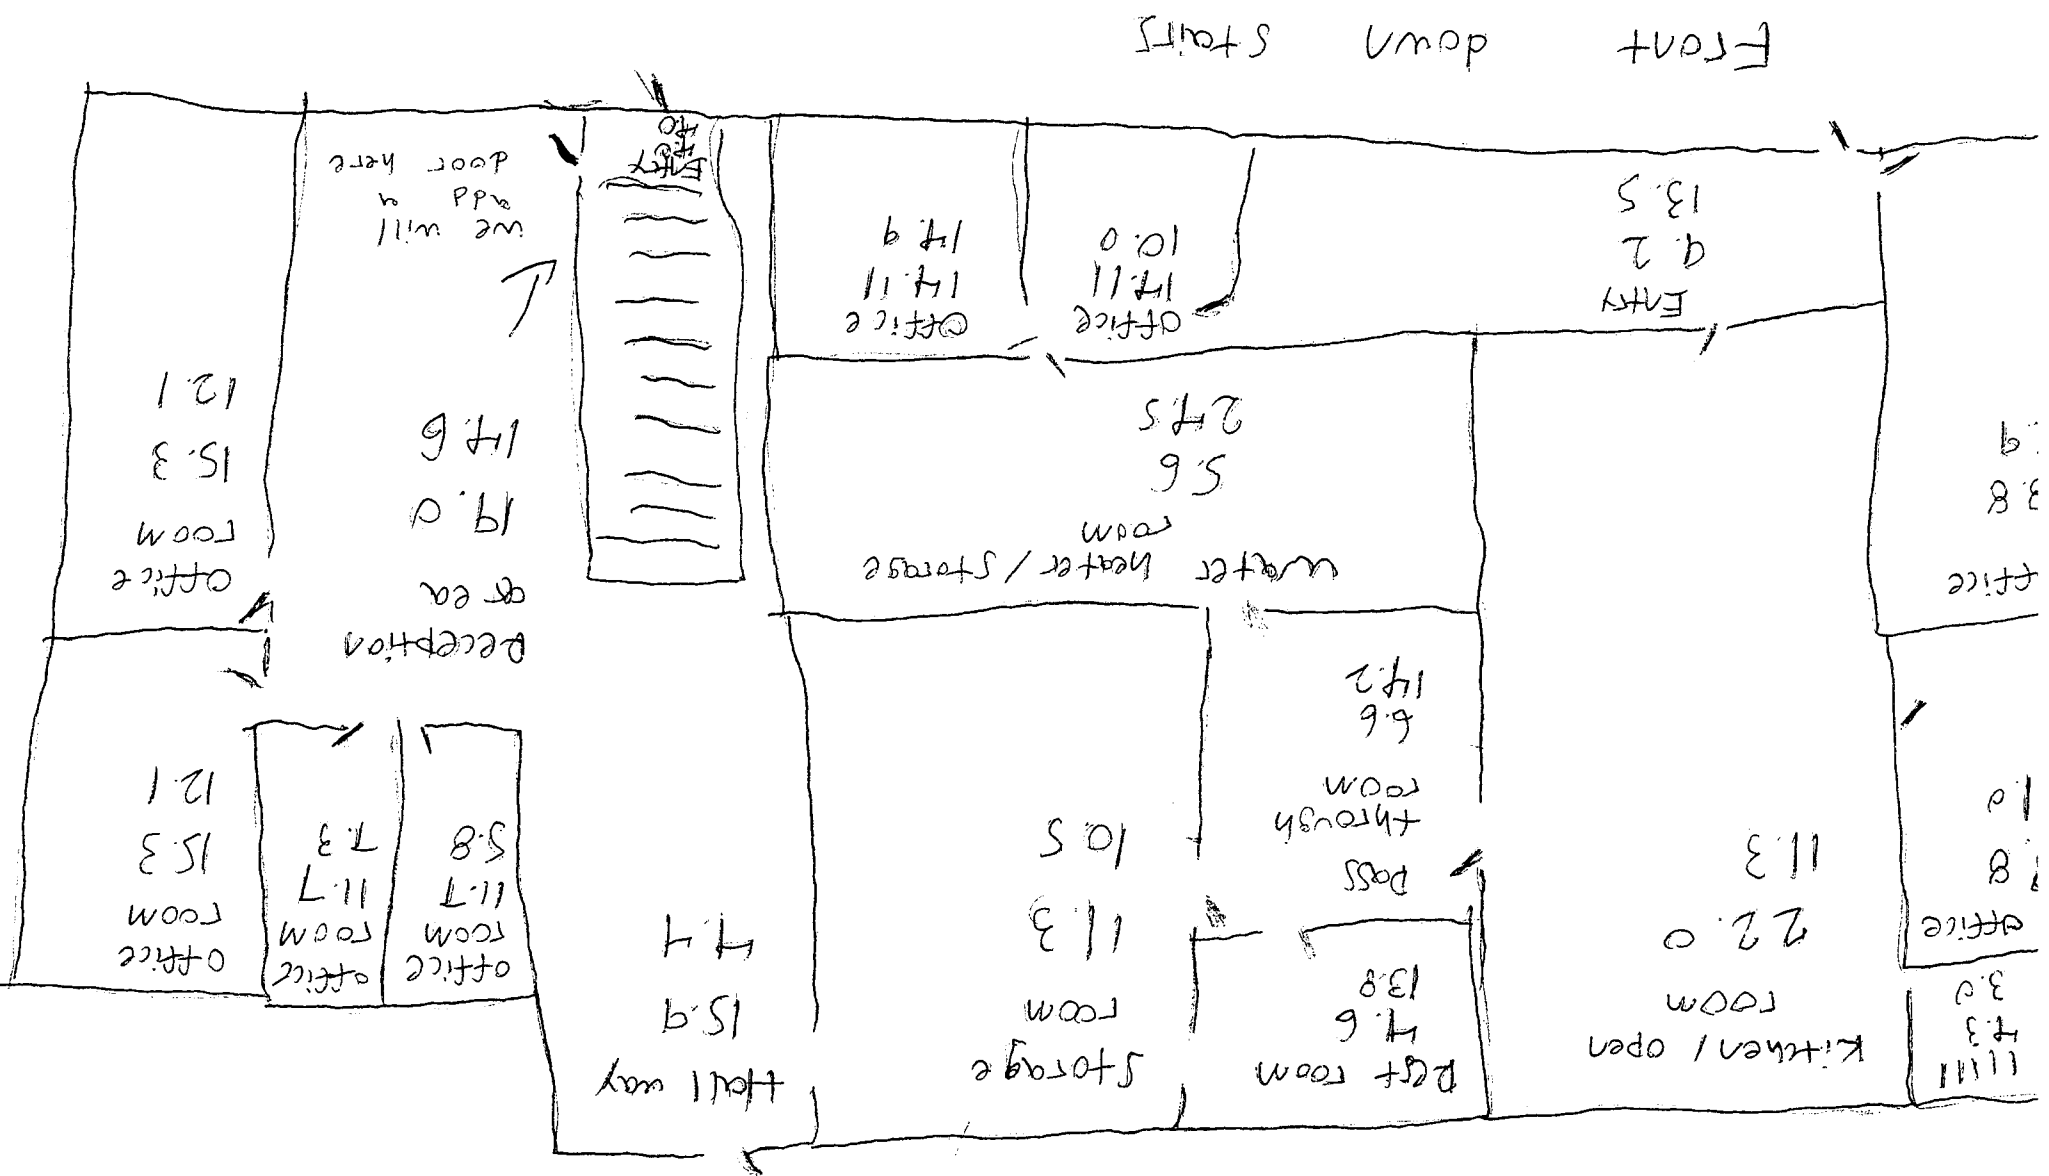 4.3
3.0
Kitchen / open
room
22.0
11.3
Rest room
4.6
13.8
Storage
room
11.3
10.5
Hall way
15.9
4.4
office
room
11.7
5.8
office
room
11.7
7.3
office
room
15.3
12.1
office
Pass
through
room
6.6
14.2
Reception
area
19.0
14.6
ffice
3.8
.9
water heater / storage
room
5.6
24.5
office
room
15.3
12.1
Entry
9.2
13.5
office
14.11
10.0
office
14.11
14.9
Entry
we will
add a
door here
Front down stairs